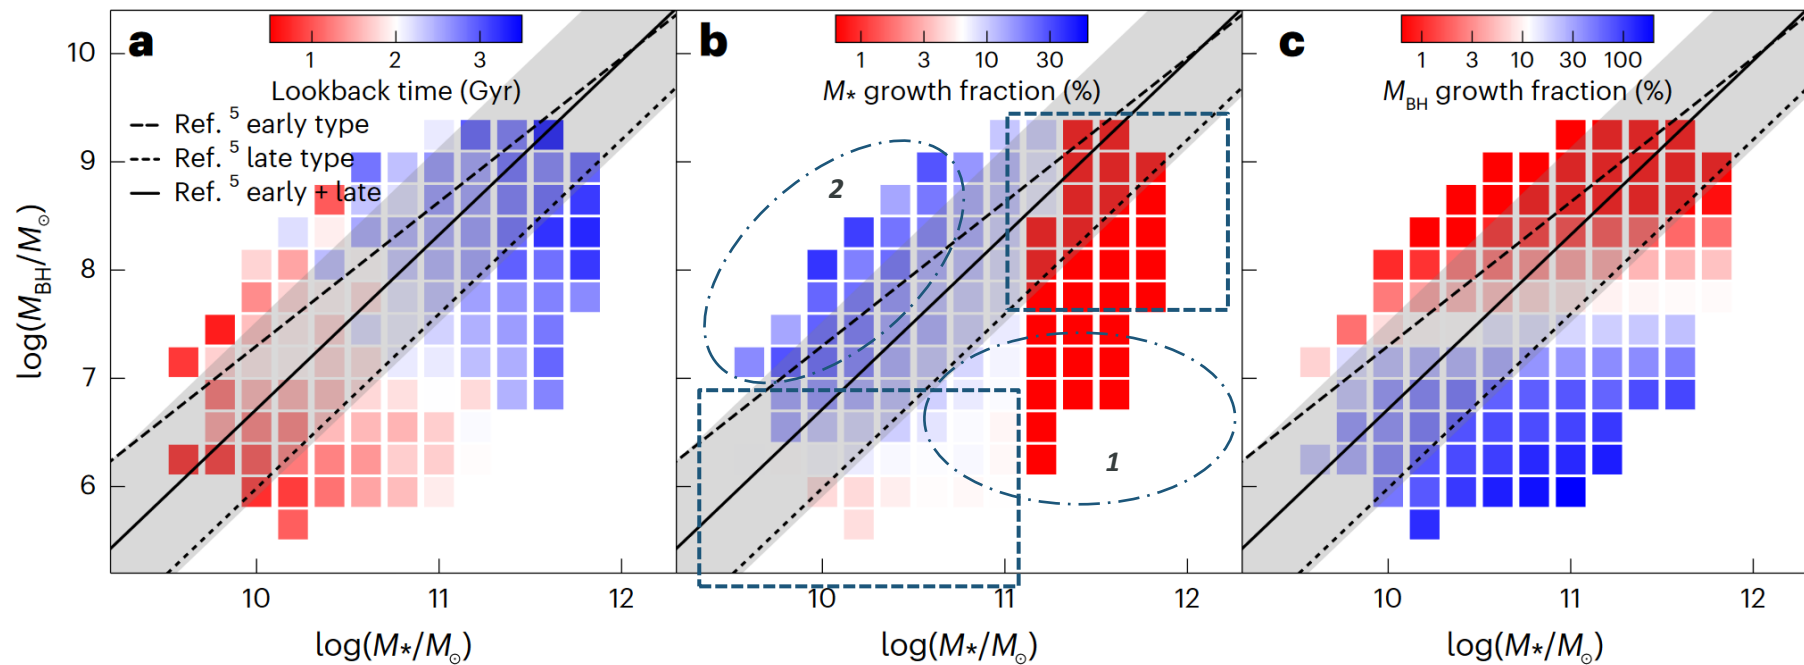 a
1 2 3
Lookback time (Gyr)
Ref. 5 early type
Ref. 5 late type
Ref. 5 early + late
b
1 3 10 30
M* growth fraction (%)
2
1
c
1 3 10 30 100
MBH growth fraction (%)
10
9
8
7
6
log(MBH/M⊙)
10 11 12
10 11 12
10 11 12
log(M*/M⊙)
log(M*/M⊙)
log(M*/M⊙)